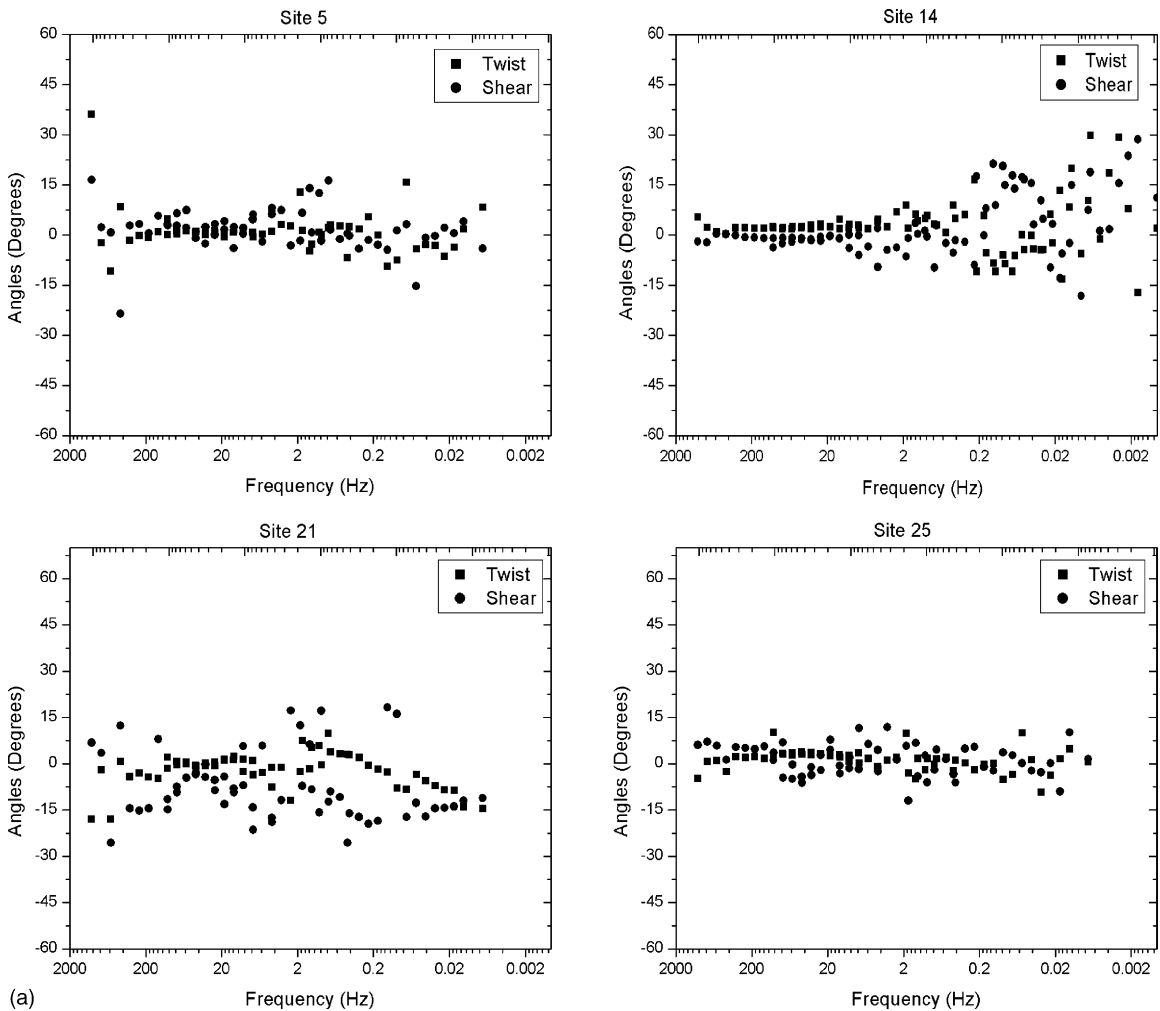 Site 5
60
45
30
15
0
-15
-30
-45
-60
Angles (Degrees)
Twist
Shear
2000 200 20 2 0.2 0.02 0.002
Frequency (Hz)
Site 14
60
45
30
15
0
-15
-30
-45
-60
Angles (Degrees)
Twist
Shear
2000 200 20 2 0.2 0.02 0.002
Frequency (Hz)
Site 21
60
45
30
15
0
-15
-30
-45
-60
Angles (Degrees)
Twist
Shear
2000 200 20 2 0.2 0.02 0.002
Frequency (Hz)
Site 25
60
45
30
15
0
-15
-30
-45
-60
Angles (Degrees)
Twist
Shear
2000 200 20 2 0.2 0.02 0.002
Frequency (Hz)
(a)